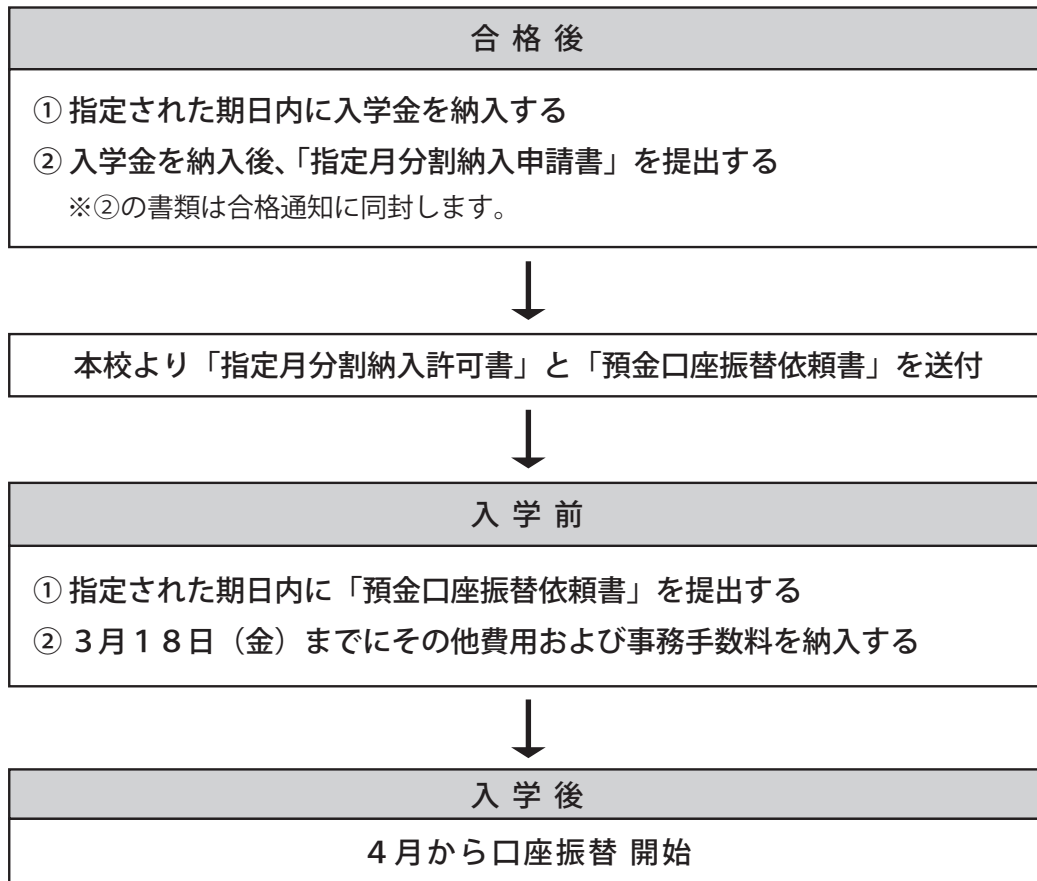 合格後
① 指定された期日内に入学金を納入する
② 入学金を納入後、「指定月分割納入申請書」を提出する
※②の書類は合格通知に同封します。
本校より「指定月分割納入許可書」と「預金口座振替依頼書」を送付
入学前
① 指定された期日内に「預金口座振替依頼書」を提出する
② ３月１８日（金）までにその他費用および事務手数料を納入する
入学後
４月から口座振替 開始